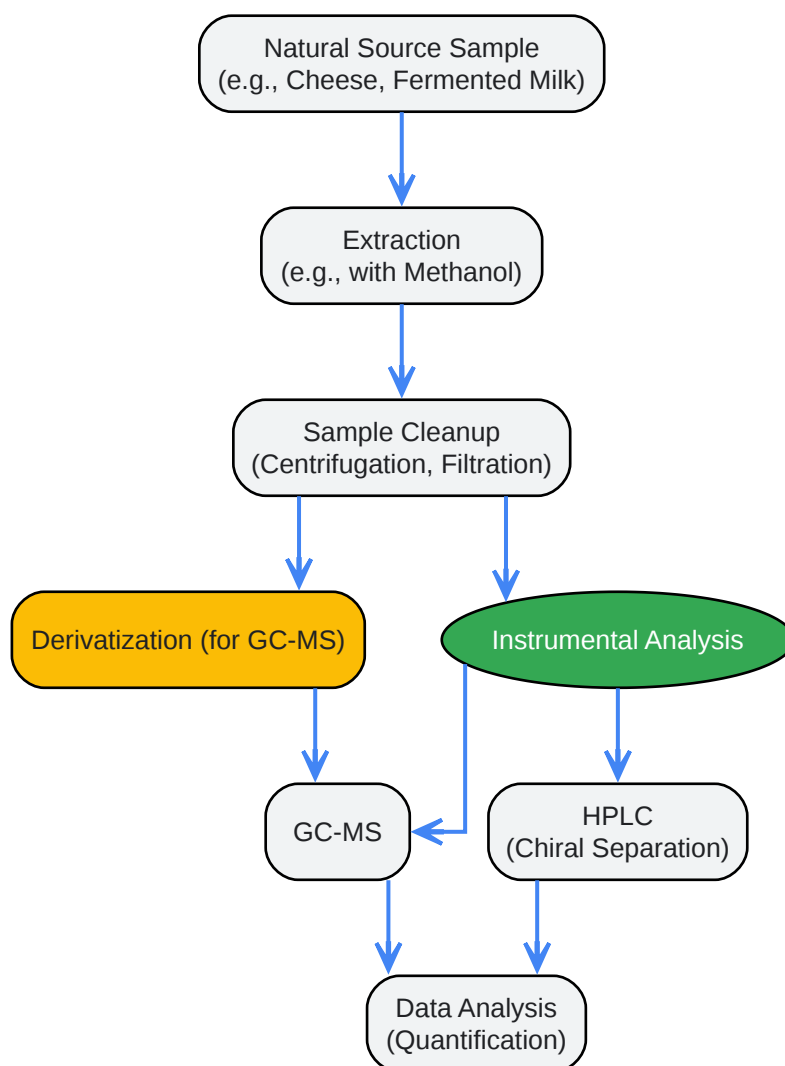 Natural Source Sample
(e.g., Cheese, Fermented Milk)
Extraction
(e.g., with Methanol)
Sample Cleanup
(Centrifugation, Filtration)
Derivatization (for GC-MS)
Instrumental Analysis
GC-MS
HPLC
(Chiral Separation)
Data Analysis
(Quantification)